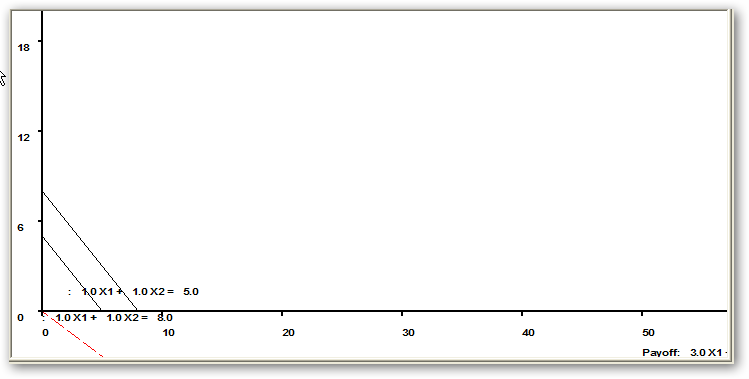 18
12
6
: 1.0 X1 + 1.0 X2 = 5.0
0
: 1.0 X1 + 1.0 X2 = 8.0
0 10 20 30 40 50
Payoff: 3.0 X1